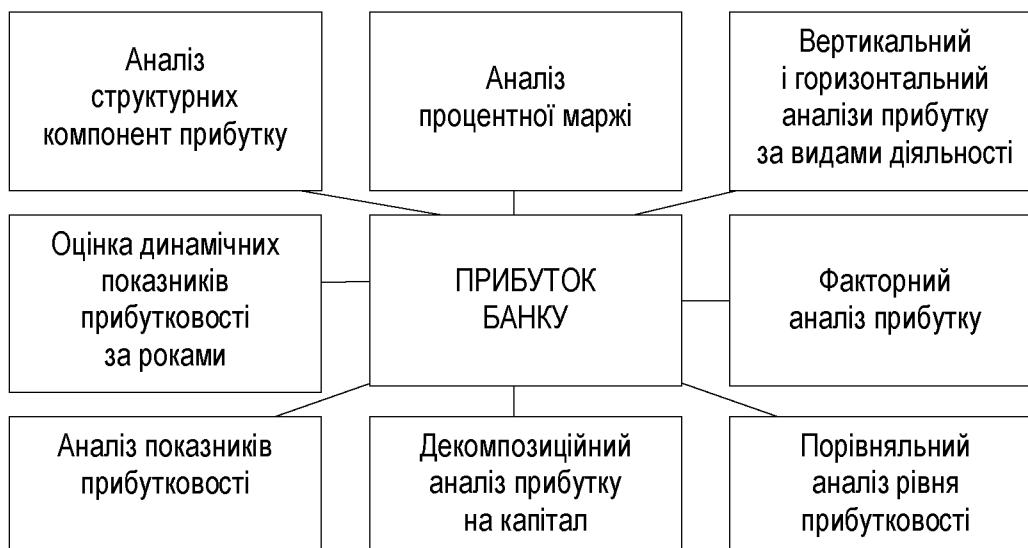 Аналіз
структурних
компонент прибутку
Аналіз
процентної маржі
Вертикальний
і горизонтальний
аналізи прибутку
за видами діяльності
Оцінка динамічних
показників
прибутковості
за роками
ПРИБУТОК
БАНКУ
Факторний
аналіз прибутку
Аналіз показників
прибутковості
Декомпозиційний
аналіз прибутку
на капітал
Порівняльний
аналіз рівня
прибутковості